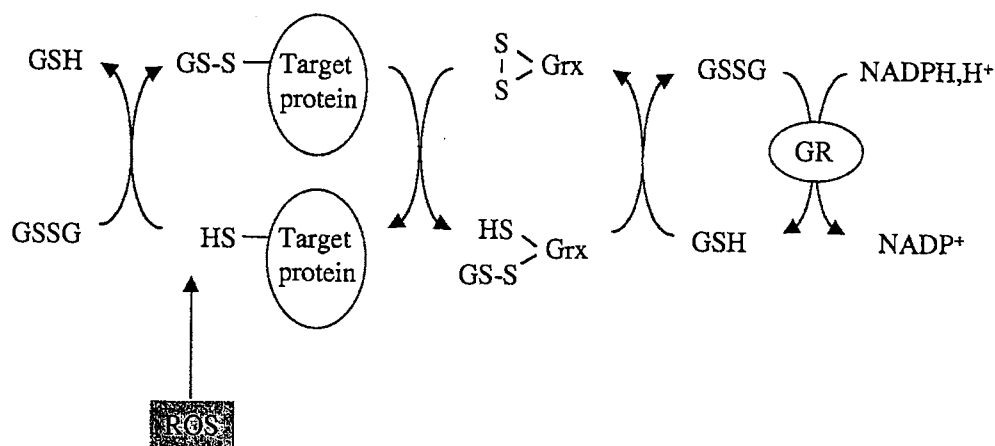 GSH
GS-S
Target
protein
S
S
Grx
GSSG
NADPH,H⁺
GR
GSSG
HS
Target
protein
HS
GS-S
Grx
GSH
NADP⁺
ROS